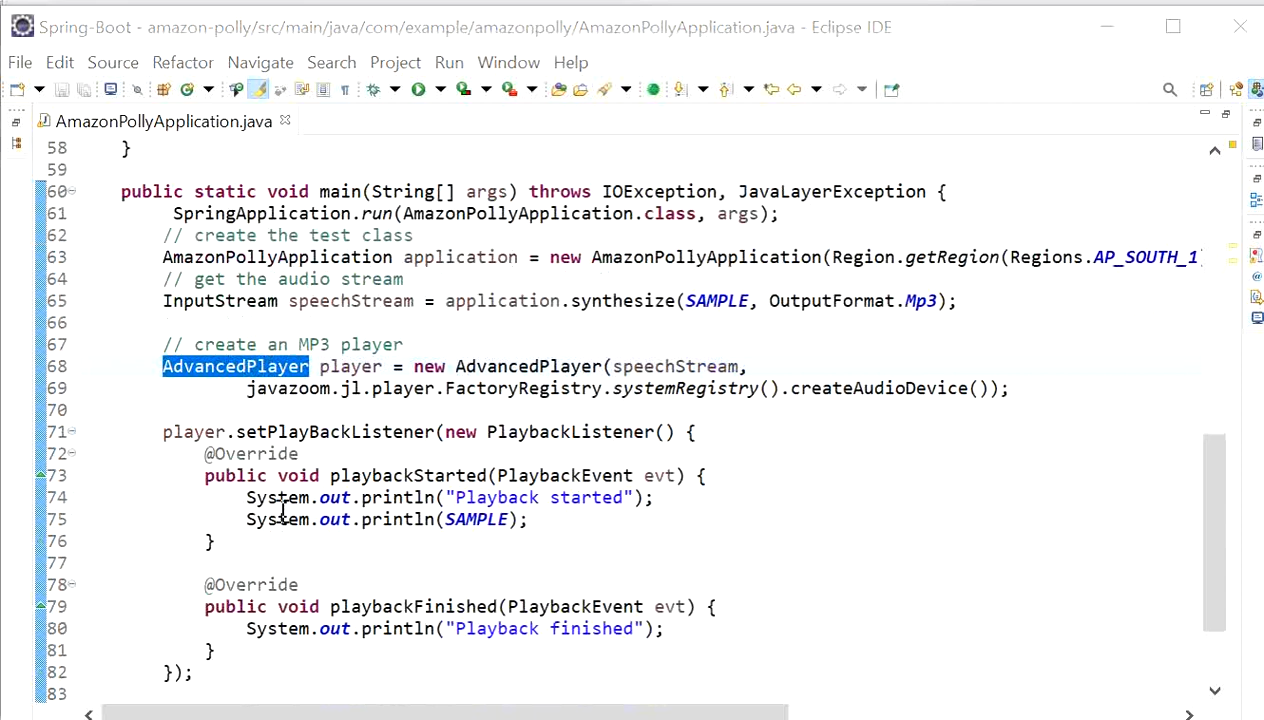 Spring-Boot - amazon-polly/src/main/java/com/example/amazonpolly/AmazonPollyApplication.java - Eclipse IDE
File Edit Source Refactor Navigate Search Project Run Window Help
AmazonPollyApplication.java
58 }
59
60 public static void main(String[] args) throws IOException, JavaLayerException {
61 SpringApplication.run(AmazonPollyApplication.class, args);
62 // create the test class
63 AmazonPollyApplication application = new AmazonPollyApplication(Region.getRegion(Regions.AP_SOUTH_1)
64 // get the audio stream
65 InputStream speechStream = application.synthesize(SAMPLE, OutputFormat.Mp3);
66
67 // create an MP3 player
68 AdvancedPlayer player = new AdvancedPlayer(speechStream,
69 javazoom.jl.player.FactoryRegistry.systemRegistry().createAudioDevice());
70
71 player.setPlayBackListener(new PlaybackListener() {
72 @Override
73 public void playbackStarted(PlaybackEvent evt) {
74 System.out.println("Playback started");
75 System.out.println(SAMPLE);
76 }
77
78 @Override
79 public void playbackFinished(PlaybackEvent evt) {
80 System.out.println("Playback finished");
81 }
82 });
83